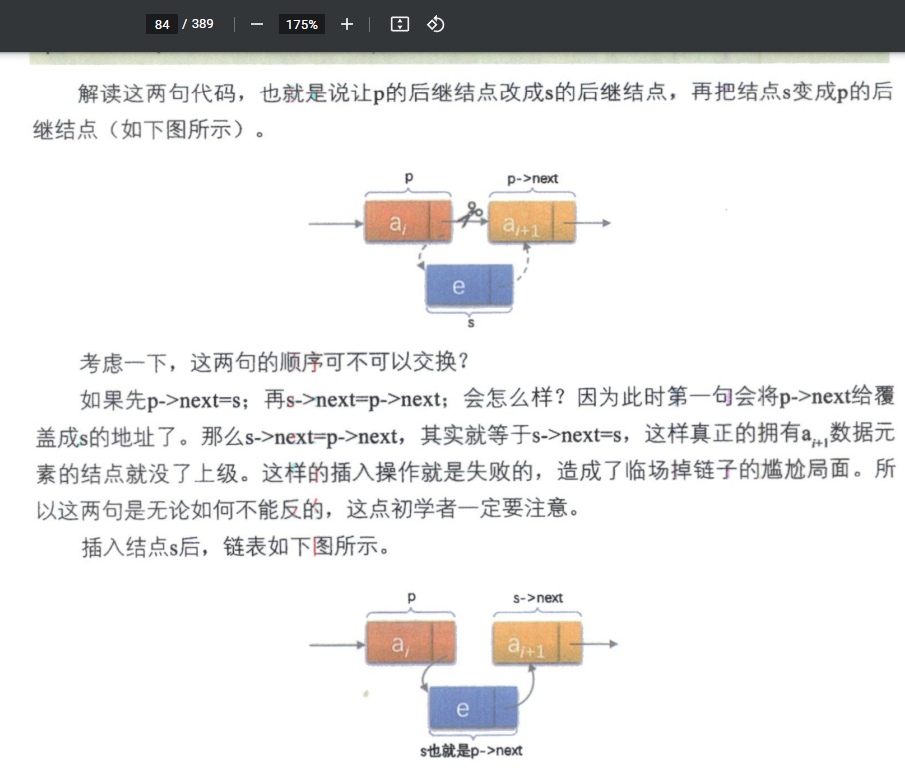 84 / 389 175%
解读这两句代码，也就是说让p的后继结点改成s的后继结点，再把结点s变成p的后
继结点（如下图所示）。
p p->next
aᵢ aᵢ₊₁
e
s
考虑一下，这两句的顺序可不可以交换？
如果先p->next=s；再s->next=p->next；会怎么样？因为此时第一句会将p->next给覆
盖成s的地址了。那么s->next=p->next，其实就等于s->next=s，这样真正的拥有aᵢ₊₁数据元
素的结点就没了上级。这样的插入操作就是失败的，造成了临场掉链子的尴尬局面。所
以这两句是无论如何不能反的，这点初学者一定要注意。
插入结点s后，链表如下图所示。
p s->next
aᵢ aᵢ₊₁
e
s也就是p->next